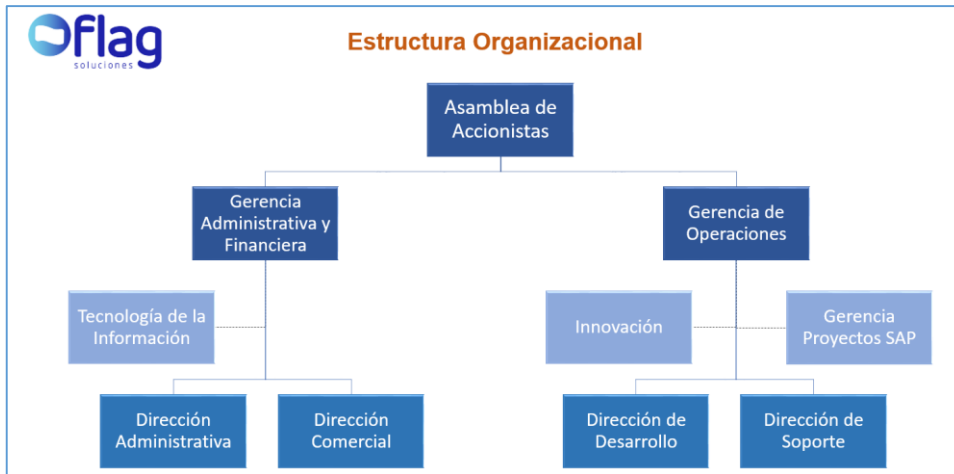 flag
soluciones
Estructura Organizacional
Asamblea de
Accionistas
Gerencia
Administrativa y
Financiera
Gerencia de
Operaciones
Tecnología de la
Información
Innovación
Gerencia
Proyectos SAP
Dirección
Administrativa
Dirección
Comercial
Dirección de
Desarrollo
Dirección de
Soporte